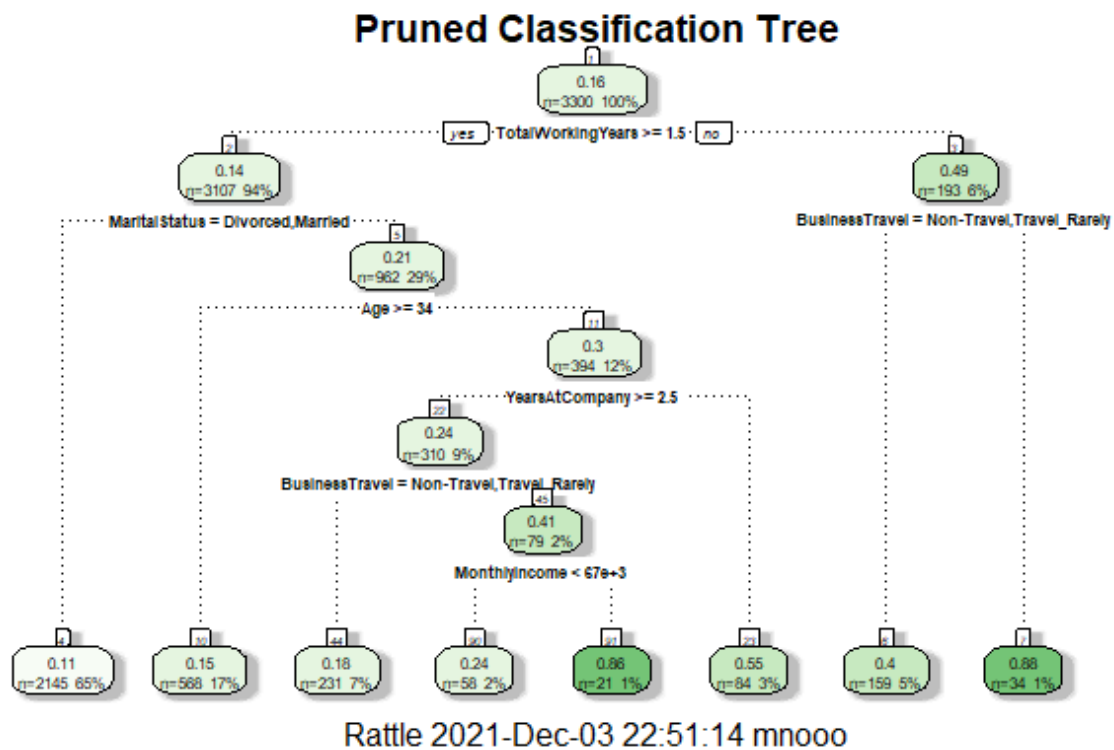 Pruned Classification Tree
1
0.16
n=3300 100%
yes TotalWorkingYears >= 1.5 no
2
0.14
n=3107 94%
3
0.49
n=193 6%
MaritalStatus = Divorced,Married
BusinessTravel = Non-Travel,Travel_Rarely
5
0.21
n=962 29%
Age >= 34
11
0.3
n=394 12%
YearsAtCompany >= 2.5
22
0.24
n=310 9%
BusinessTravel = Non-Travel,Travel_Rarely
45
0.41
n=79 2%
MonthlyIncome < 67e+3
4
0.11
n=2145 65%
10
0.15
n=568 17%
44
0.18
n=231 7%
90
0.24
n=58 2%
91
0.86
n=21 1%
23
0.55
n=84 3%
6
0.4
n=159 5%
7
0.88
n=34 1%
Rattle 2021-Dec-03 22:51:14 mnooo